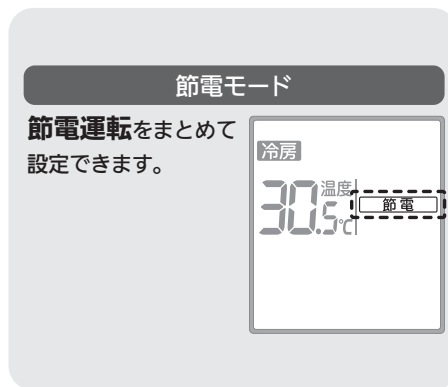 節電モード
節電運転をまとめて
設定できます。
冷房
温度
30.5℃
節電